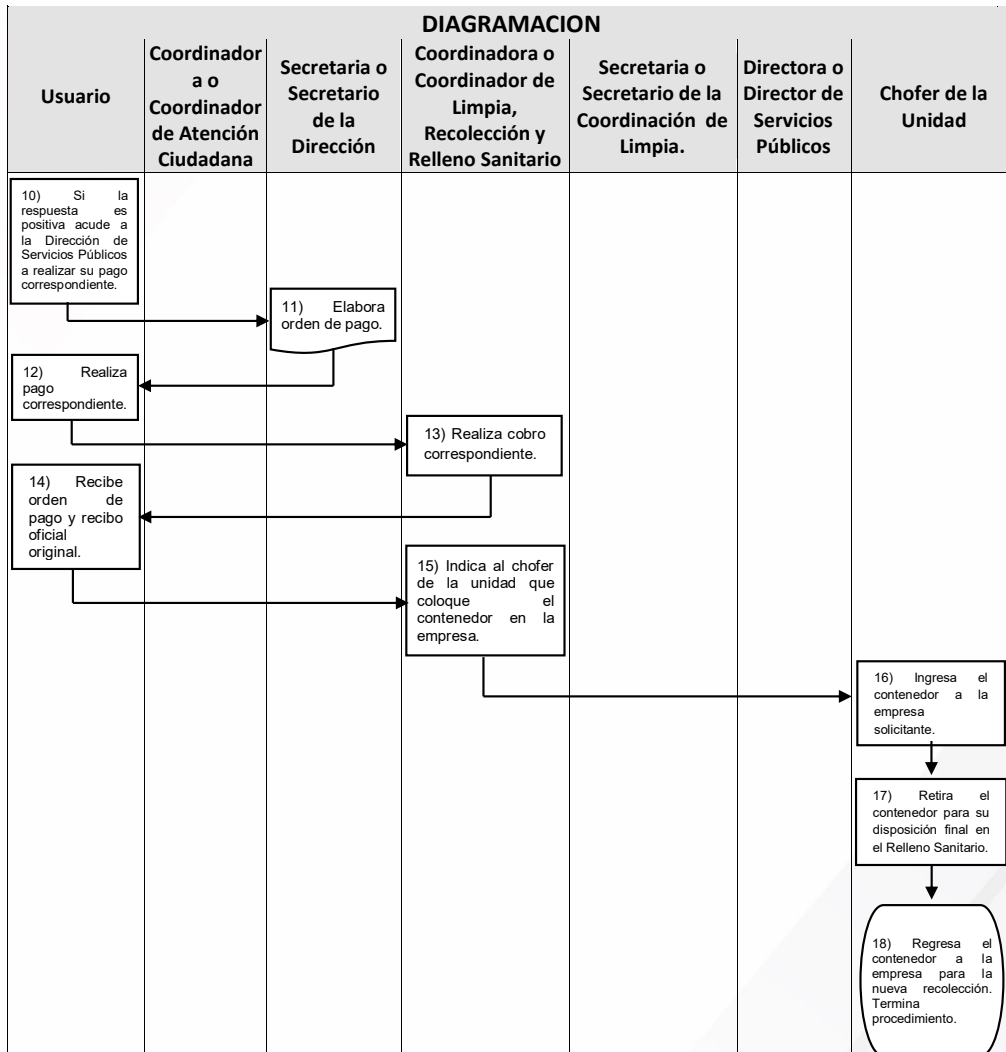 DIAGRAMACION
Usuario
Coordinador
a o
Coordinador
de Atención
Ciudadana
Secretaria o
Secretario
de la
Dirección
Coordinadora o
Coordinador de
Limpia,
Recolección y
Relleno Sanitario
Secretaria o
Secretario de la
Coordinación de
Limpia.
Directora o
Director de
Servicios
Públicos
Chofer de la
Unidad
10) Si la
respuesta es
positiva acude a
la Dirección de
Servicios Públicos
a realizar su pago
correspondiente.
11) Elabora
orden de pago.
12) Realiza
pago
correspondiente.
13) Realiza cobro
correspondiente.
14) Recibe
orden de
pago y recibo
oficial
original.
15) Indica al chofer
de la unidad que
coloque el
contenedor en la
empresa.
16) Ingresa el
contenedor a la
empresa
solicitante.
17) Retira el
contenedor para su
disposición final en
el Relleno Sanitario.
18) Regresa el
contenedor a la
empresa para la
nueva recolección.
Termina
procedimiento.